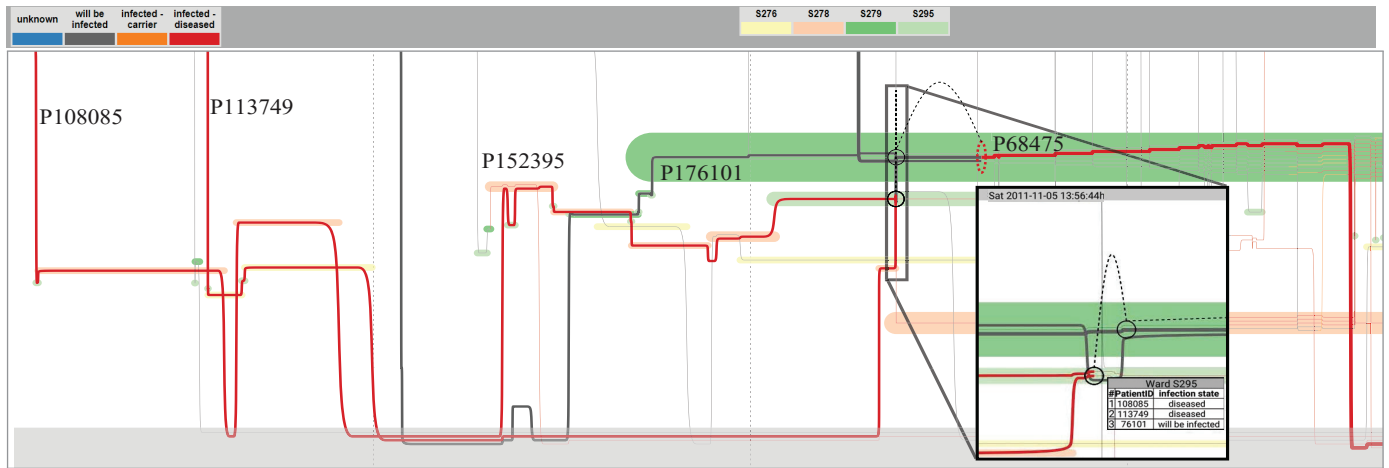 unknown
will be infected
infected - carrier
infected - diseased
S276
S278
S279
S295
P108085
P113749
P152395
P176101
P68475
Sat 2011-11-05 13:56:44h
Ward S295
# PatientID infection state
1 108085 diseased
2 113749 diseased
3 76101 will be infected